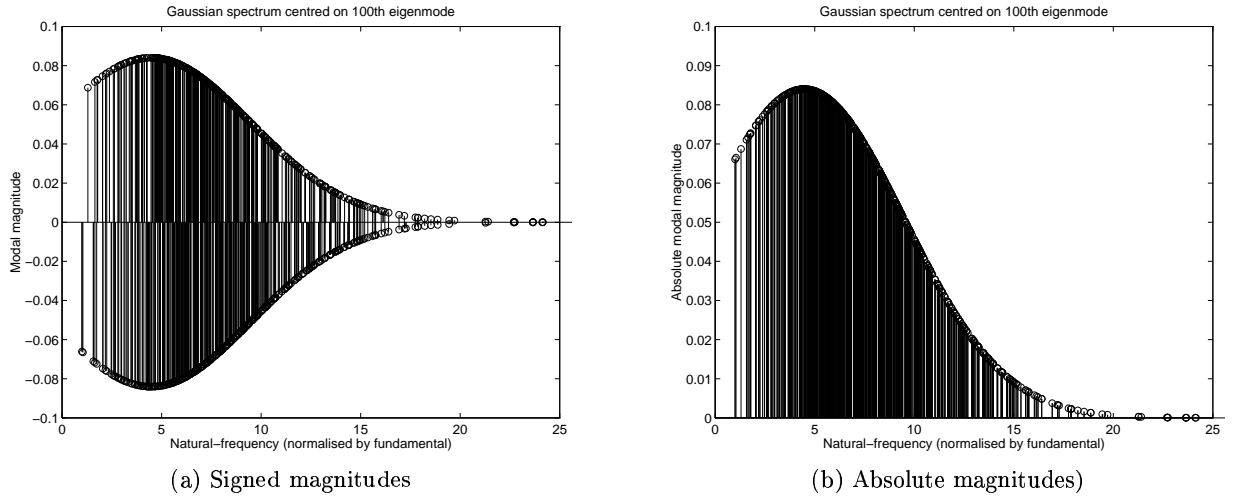 Gaussian spectrum centred on 100th eigenmode
0.1
0.08
0.06
0.04
0.02
0
−0.02
−0.04
−0.06
−0.08
−0.1
Modal magnitude
0 5 10 15 20 25
Natural−frequency (normalised by fundamental)
(a) Signed magnitudes
Gaussian spectrum centred on 100th eigenmode
0.1
0.09
0.08
0.07
0.06
0.05
0.04
0.03
0.02
0.01
0
Absolute modal magnitude
0 5 10 15 20 25
Natural−frequency (normalised by fundamental)
(b) Absolute magnitudes)